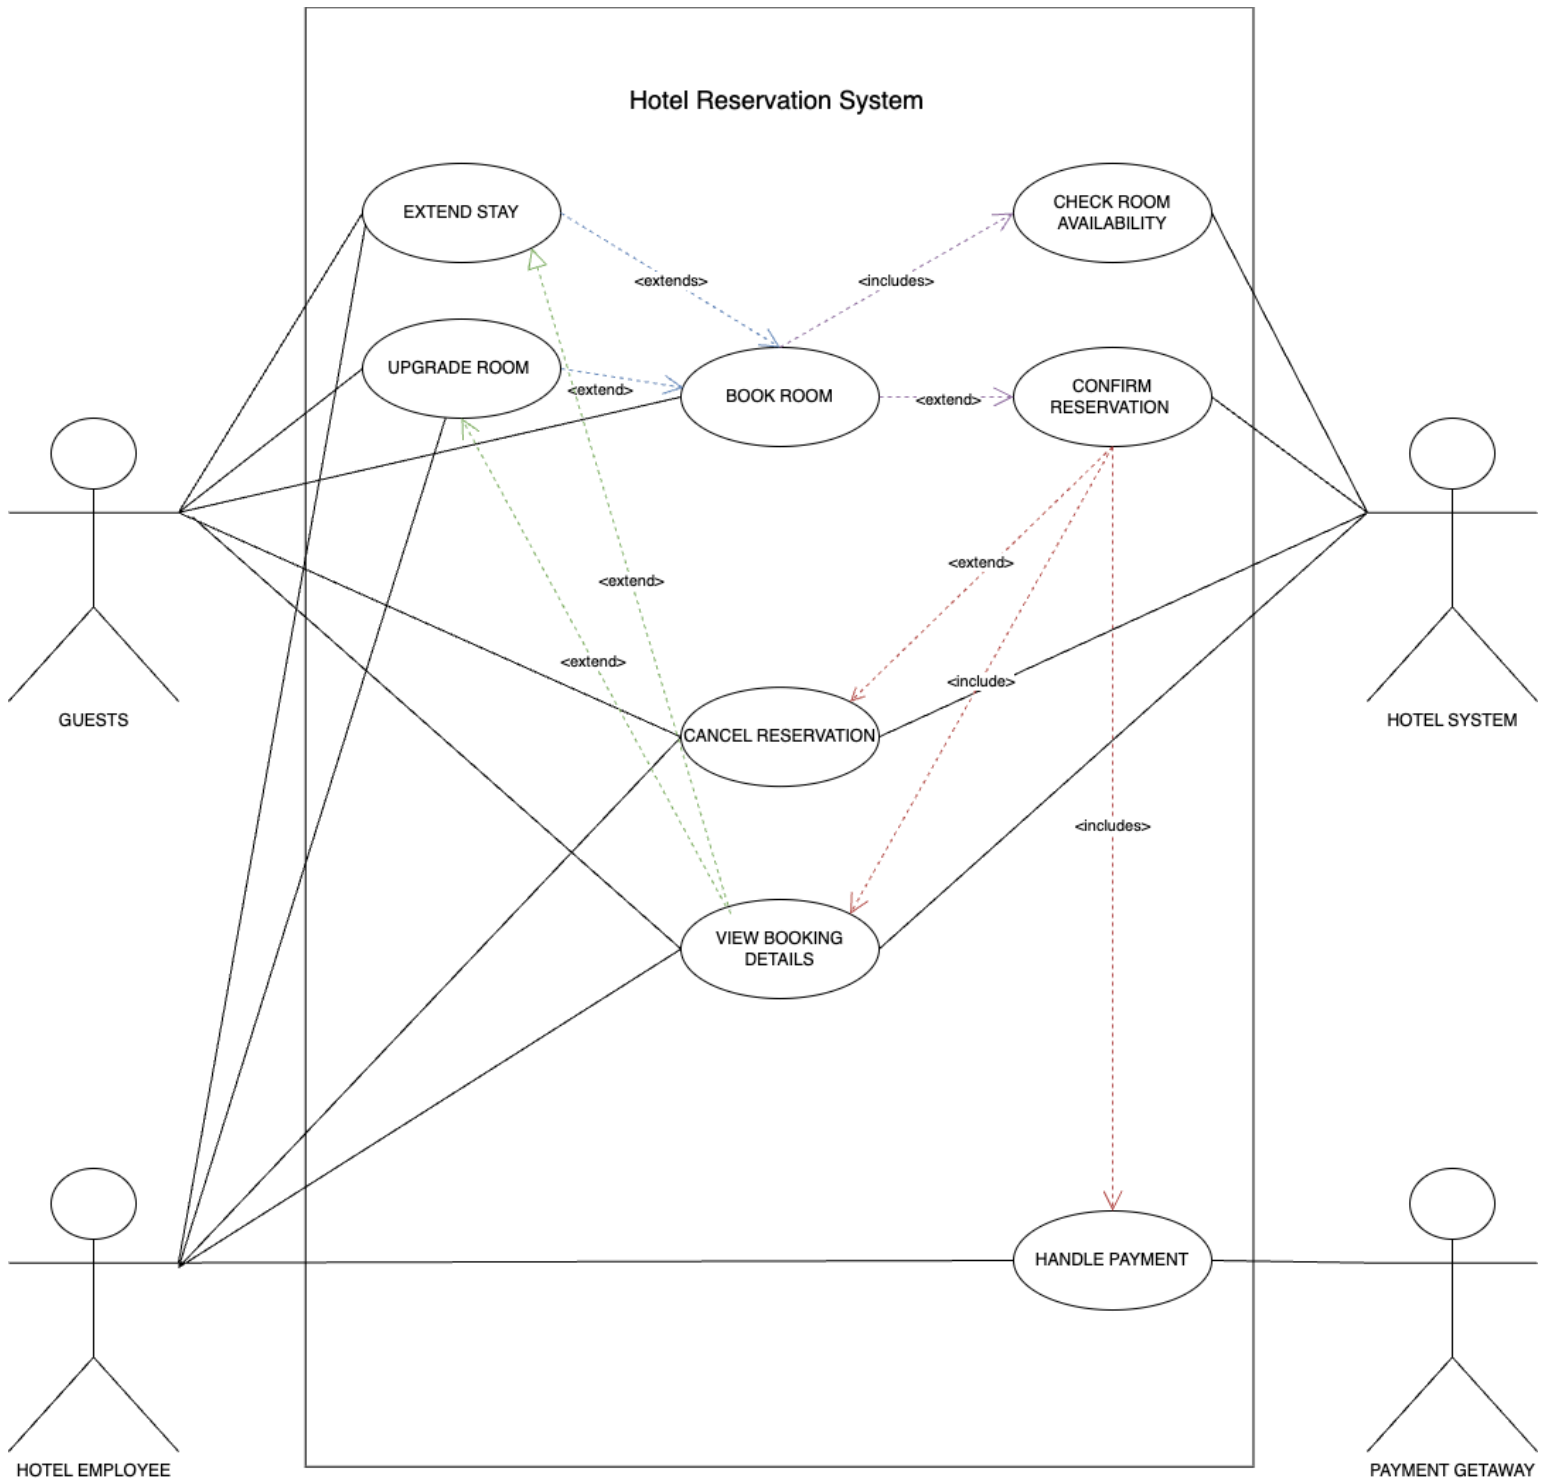 Hotel Reservation System
EXTEND STAY
CHECK ROOM
AVAILABILITY
<extends>
<includes>
UPGRADE ROOM
<extend>
BOOK ROOM
<extend>
CONFIRM
RESERVATION
<extend>
<extend>
<extend>
<include>
GUESTS
HOTEL SYSTEM
CANCEL RESERVATION
<includes>
VIEW BOOKING
DETAILS
HANDLE PAYMENT
HOTEL EMPLOYEE
PAYMENT GETAWAY